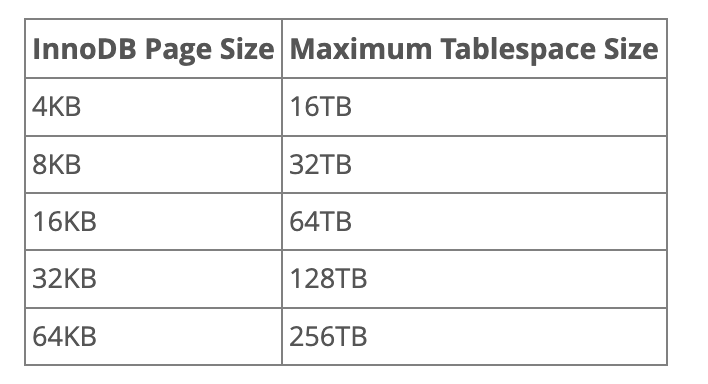 InnoDB Page Size Maximum Tablespace Size
4KB 16TB
8KB 32TB
16KB 64TB
32KB 128TB
64KB 256TB